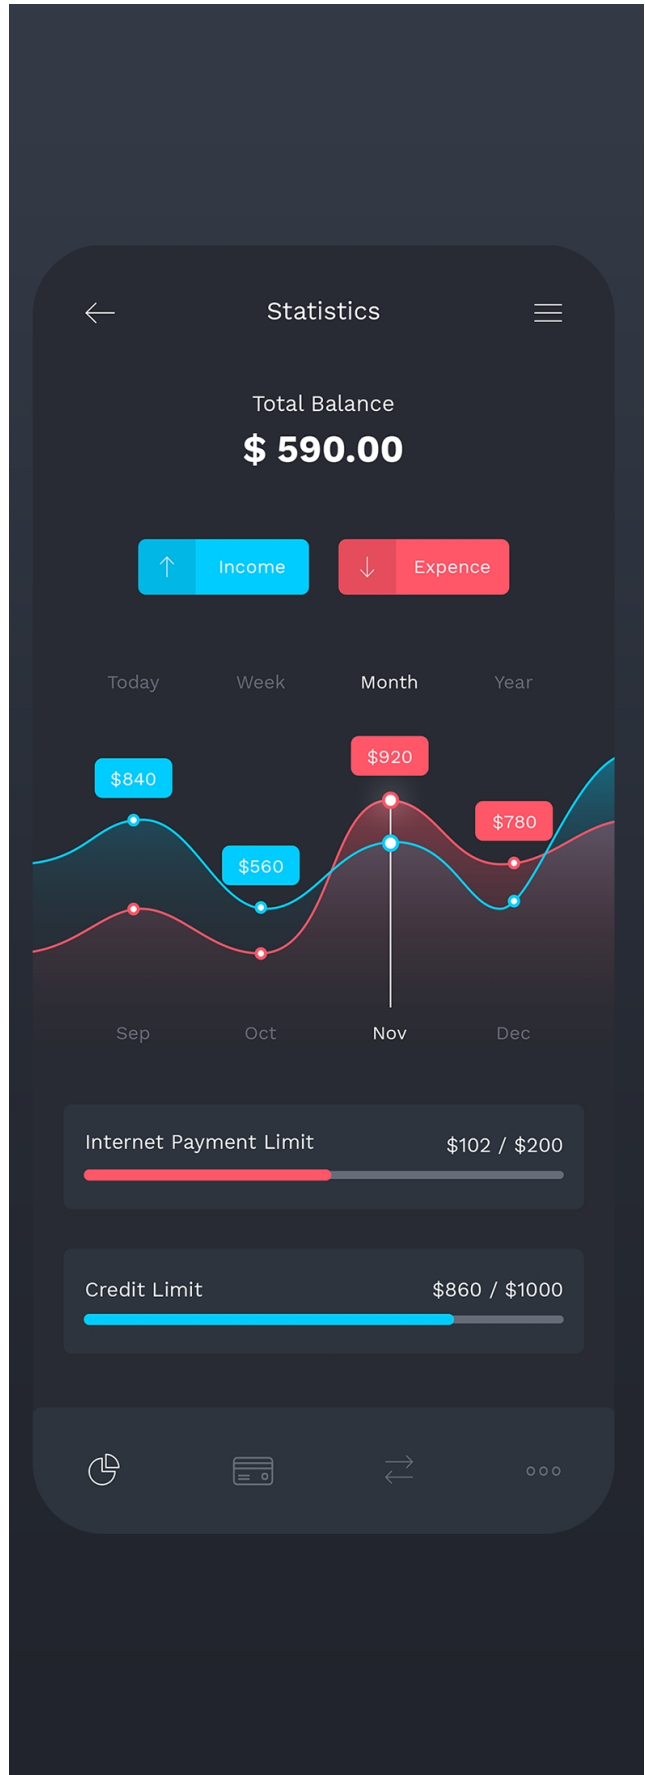 Statistics
Total Balance
$ 590.00
Income
Expence
Today Week Month Year
$920
$840
$780
$560
Sep Oct Nov Dec
Internet Payment Limit $102 / $200
Credit Limit $860 / $1000